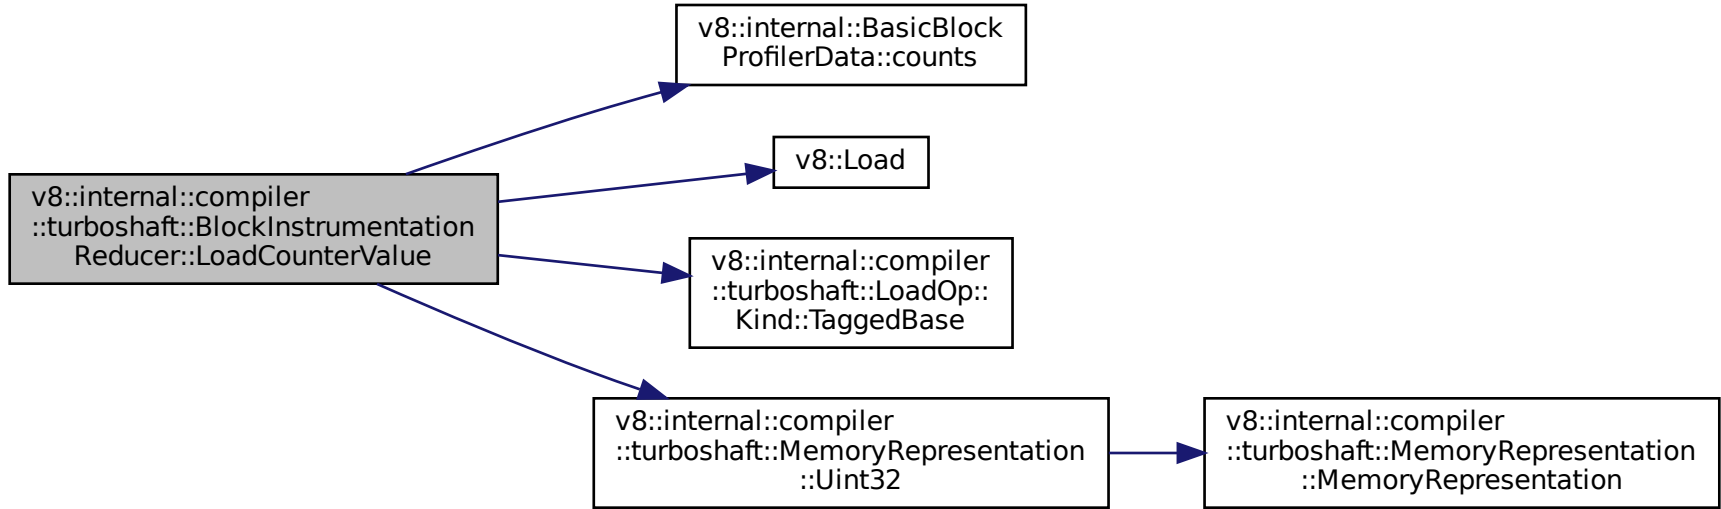 v8::internal::BasicBlock
ProfilerData::counts
v8::Load
v8::internal::compiler
::turboshaft::BlockInstrumentation
Reducer::LoadCounterValue
v8::internal::compiler
::turboshaft::LoadOp::
Kind::TaggedBase
v8::internal::compiler
::turboshaft::MemoryRepresentation
::Uint32
v8::internal::compiler
::turboshaft::MemoryRepresentation
::MemoryRepresentation